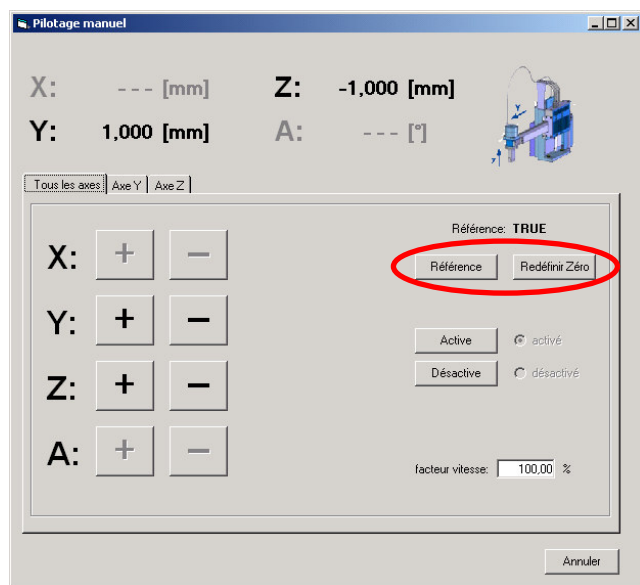 Pilotage manuel
X: --- [mm] Z: -1,000 [mm]
Y: 1,000 [mm] A: --- [°]
Y
Z
Tous les axes Axe Y Axe Z
Référence: TRUE
X: + −
Référence Redéfinir Zéro
Y: + −
Active activé
Désactive désactivé
Z: + −
A: + −
facteur vitesse: 100,00 %
Annuler